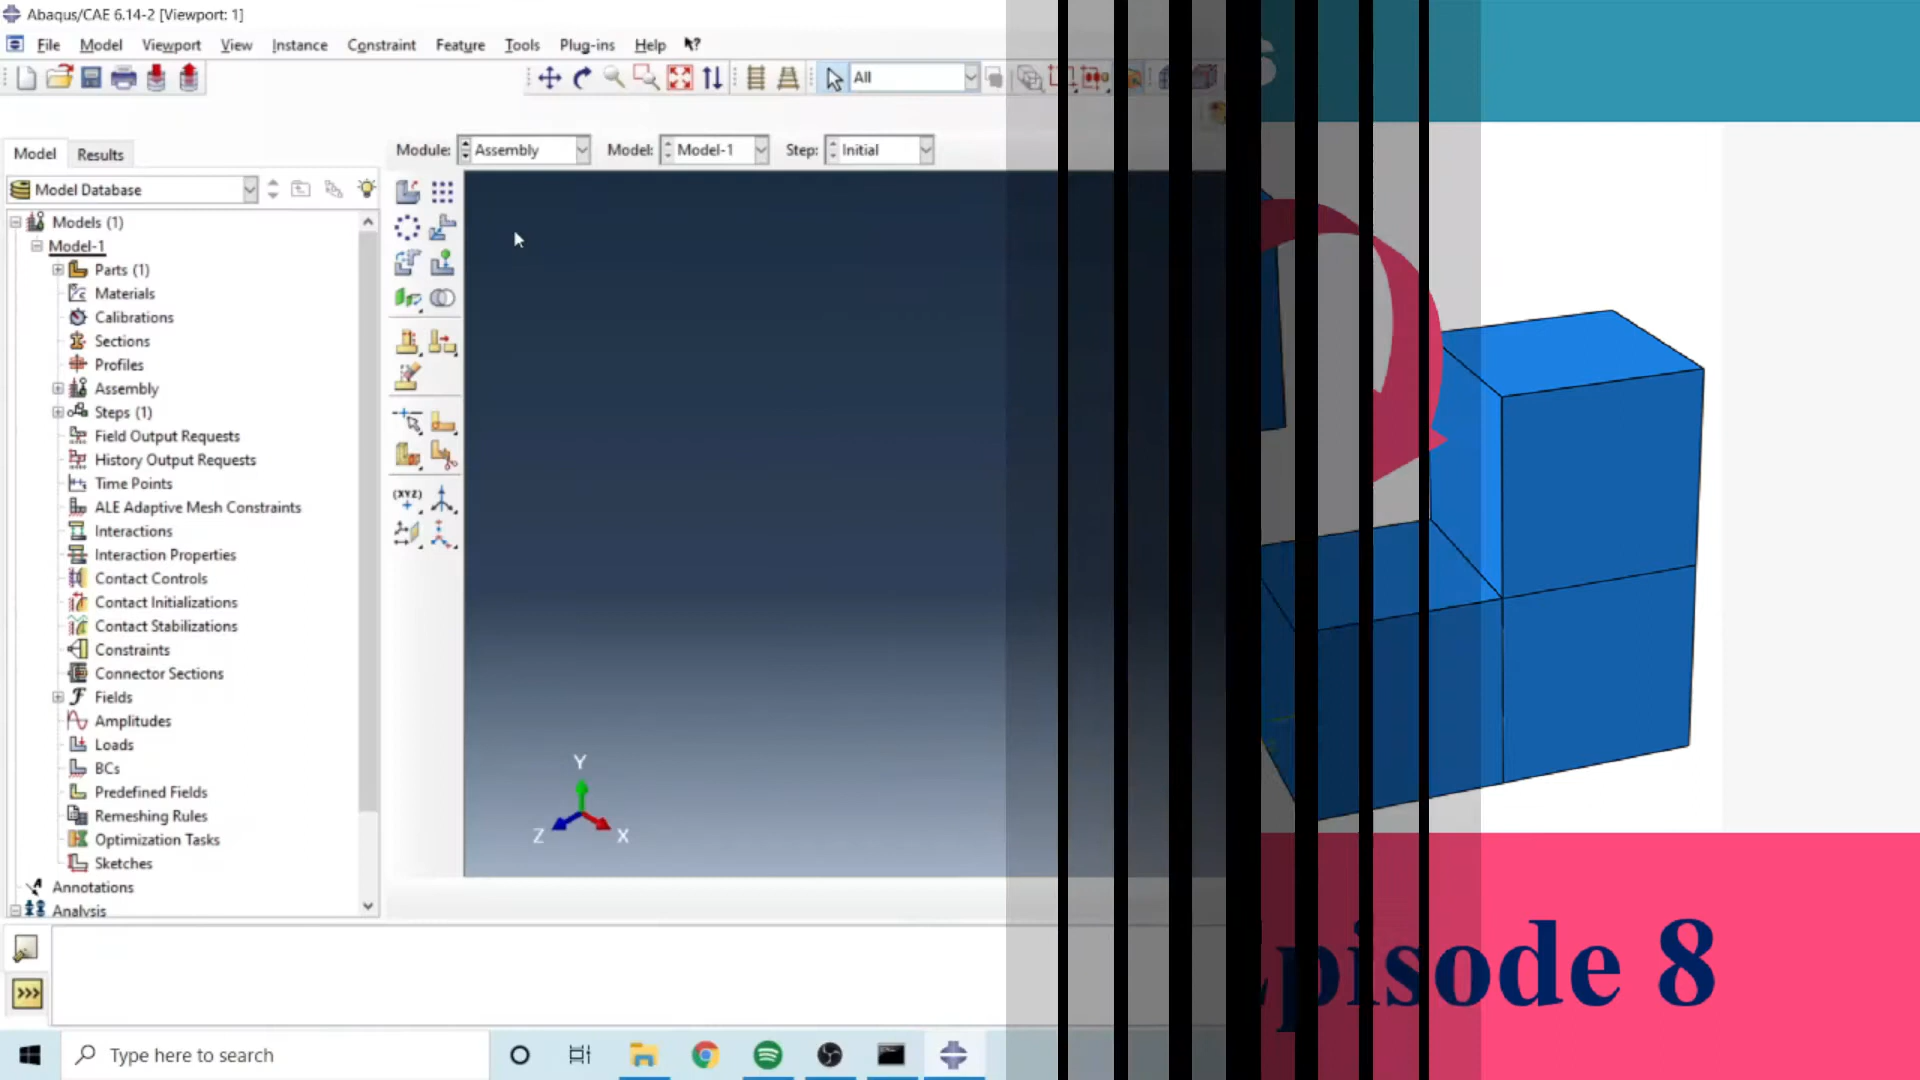 Abaqus/CAE 6.14-2 [Viewport: 1]
File Model Viewport View Instance Constraint Feature Tools Plug-ins Help
All
Module: Assembly Model: Model-1 Step: Initial
Model Results
Model Database
Models (1)
Model-1
Parts (1)
Materials
Calibrations
Sections
Profiles
Assembly
Steps (1)
Field Output Requests
History Output Requests
Time Points
ALE Adaptive Mesh Constraints
Interactions
Interaction Properties
Contact Controls
Contact Initializations
Contact Stabilizations
Constraints
Connector Sections
Fields
Amplitudes
Loads
BCs
Predefined Fields
Remeshing Rules
Optimization Tasks
Sketches
Annotations
Analysis
(XYZ)
Y
Z X
Episode 8
>>>
Type here to search